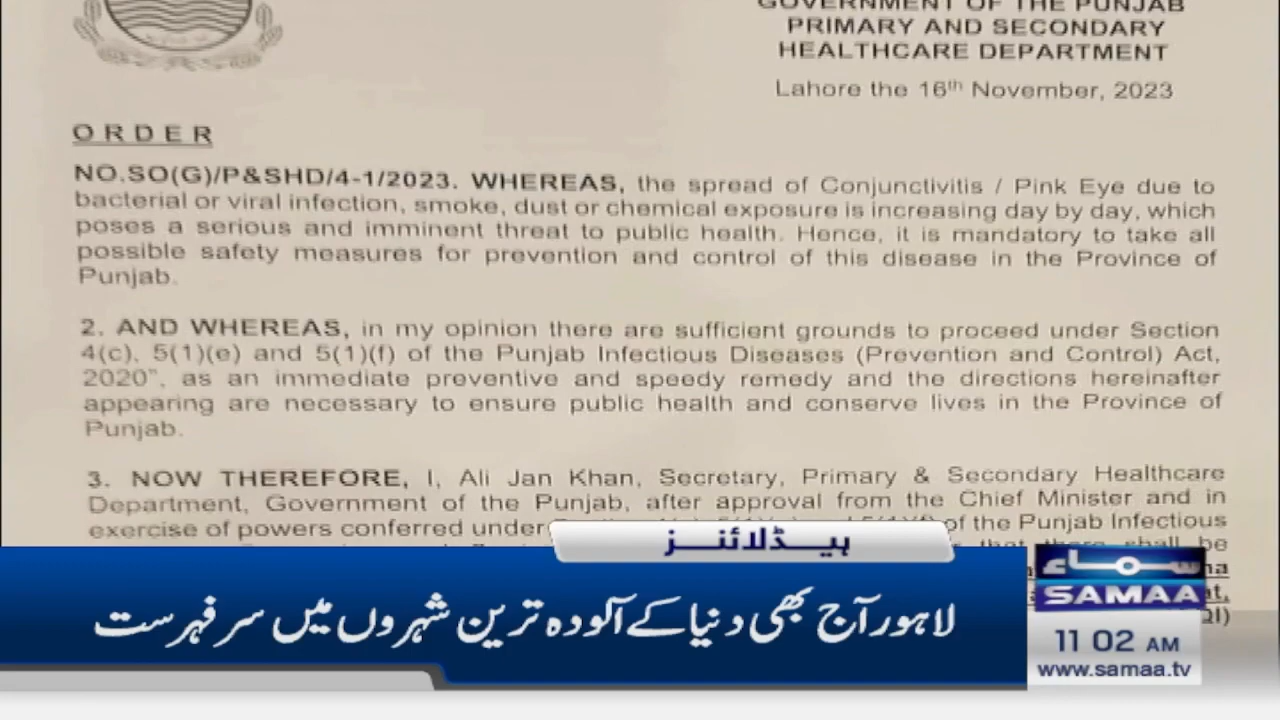 GOVERNMENT OF THE PUNJAB
PRIMARY AND SECONDARY
HEALTHCARE DEPARTMENT
Lahore the 16th November, 2023
ORDER
NO.SO(G)/P&SHD/4-1/2023. WHEREAS, the spread of Conjunctivitis / Pink Eye due to
bacterial or viral infection, smoke, dust or chemical exposure is increasing day by day, which
poses a serious and imminent threat to public health. Hence, it is mandatory to take all
possible safety measures for prevention and control of this disease in the Province of
Punjab.
2. AND WHEREAS, in my opinion there are sufficient grounds to proceed under Section
4(c), 5(1)(e) and 5(1)(f) of the Punjab Infectious Diseases (Prevention and Control) Act,
2020”, as an immediate preventive and speedy remedy and the directions hereinafter
appearing are necessary to ensure public health and conserve lives in the Province of
Punjab.
3. NOW THEREFORE, I, Ali Jan Khan, Secretary, Primary & Secondary Healthcare
Department, Government of the Punjab, after approval from the Chief Minister and in
exercise of powers conferred under of the Punjab Infectious
shall be
ہیڈلائنز
لاہور آج بھی دنیا کے آلودہ ترین شہروں میں سر فہرست
سماء
SAMAA
11 02 AM
www.samaa.tv